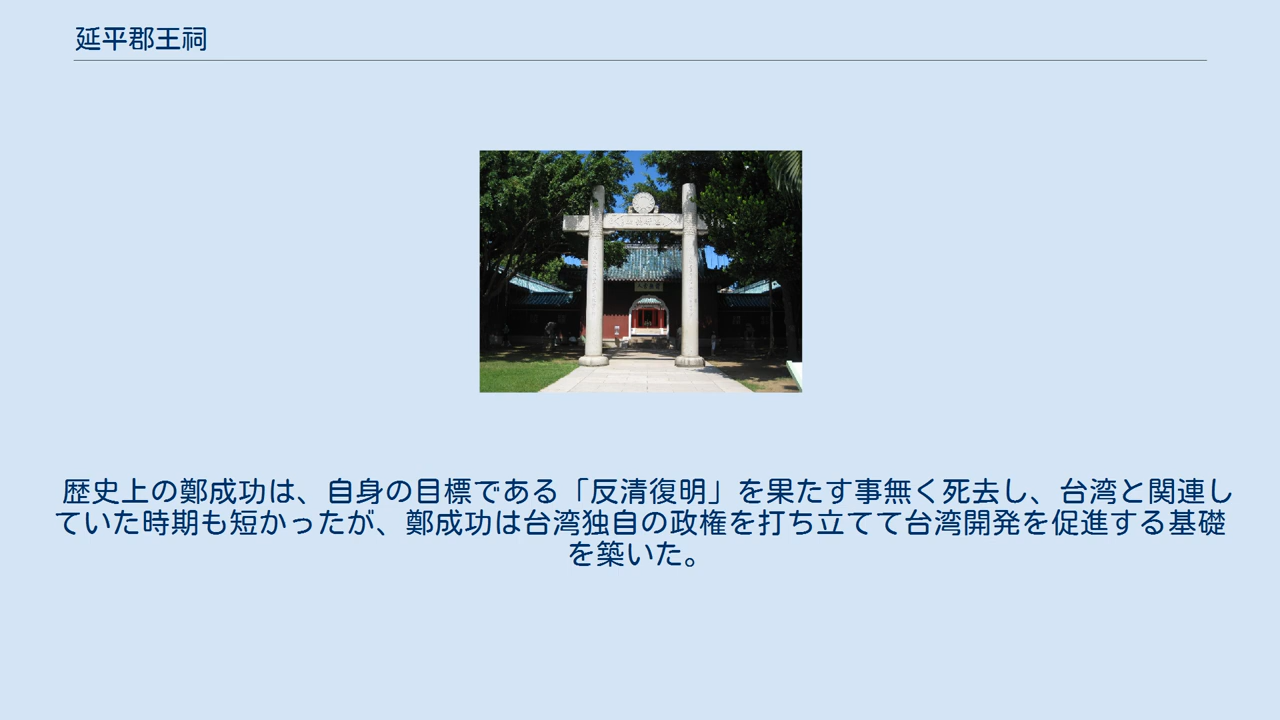 延平郡王祠
歴史上の鄭成功は、自身の目標である「反清復明」を果たす事無く死去し、台湾と関連し
ていた時期も短かったが、鄭成功は台湾独自の政権を打ち立てて台湾開発を促進する基礎
を築いた。